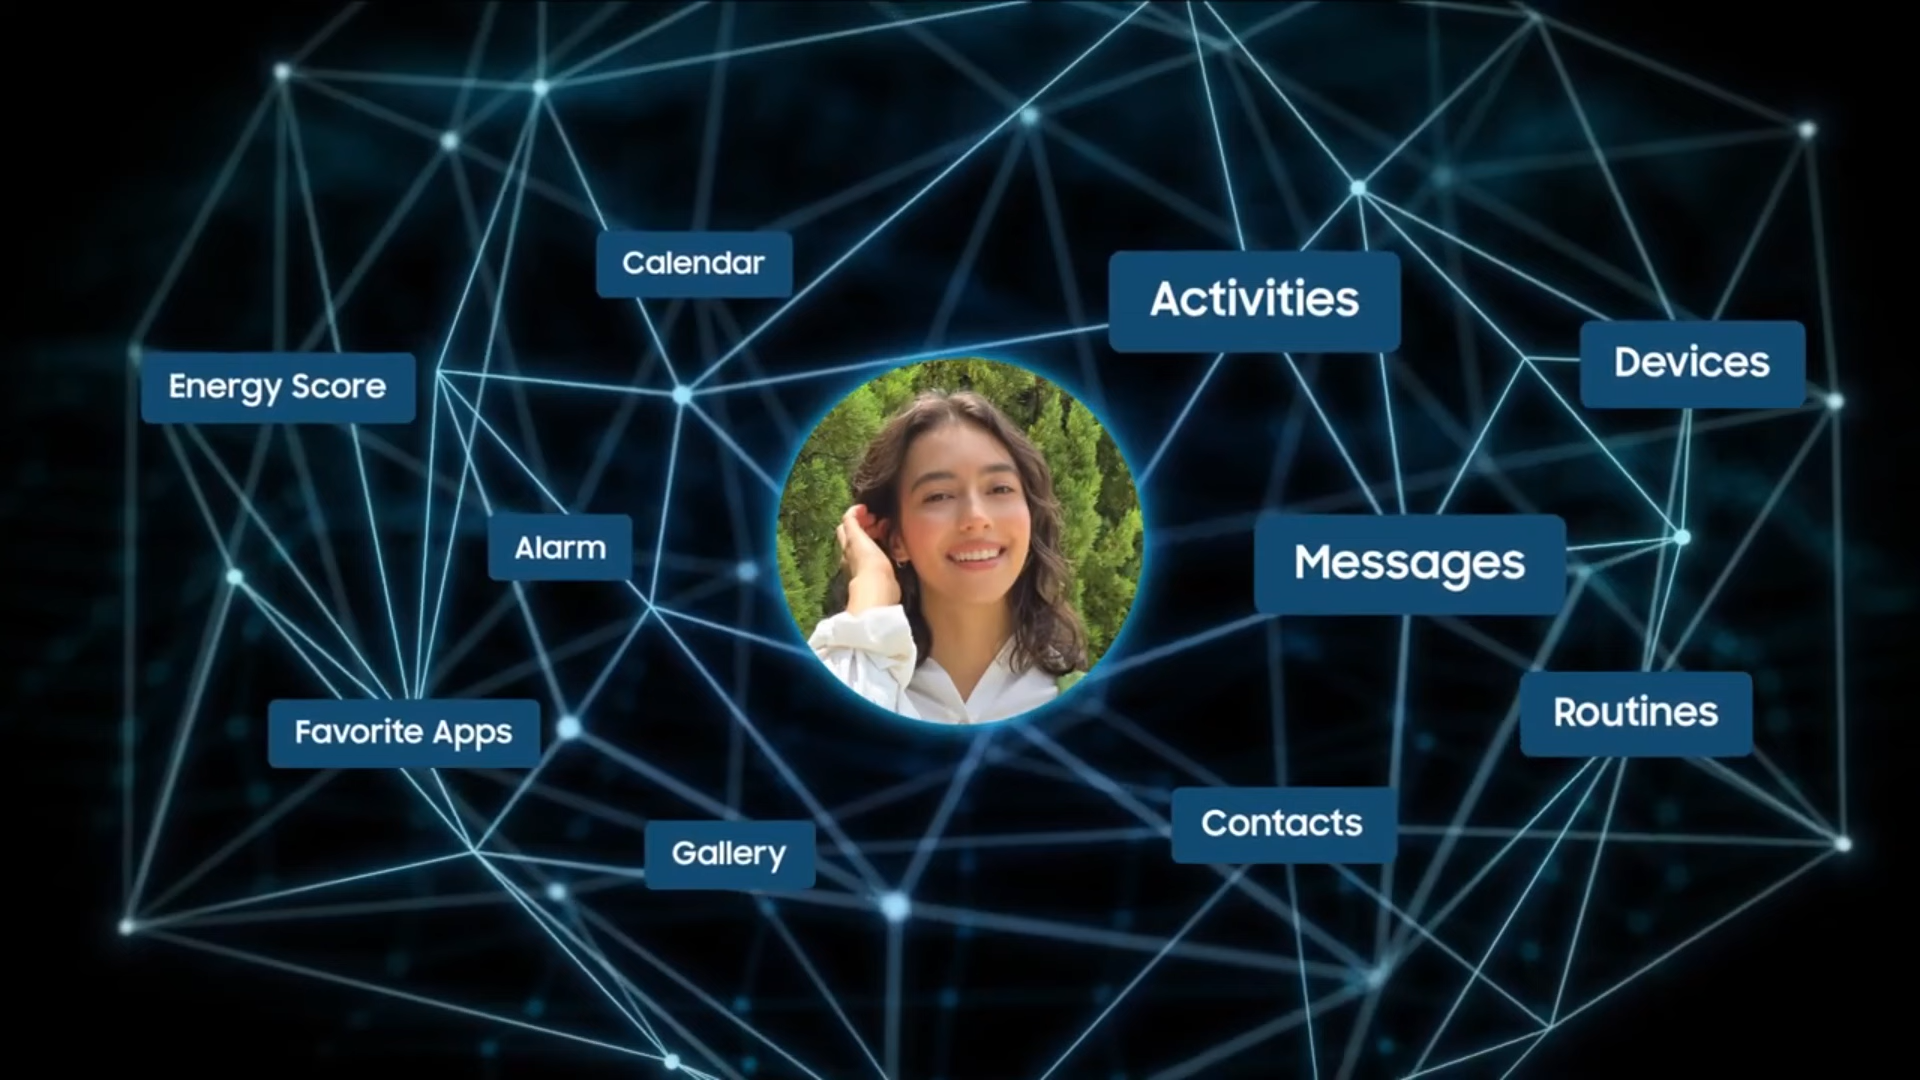 Calendar
Activities
Devices
Energy Score
Alarm
Messages
Favorite Apps
Routines
Contacts
Gallery